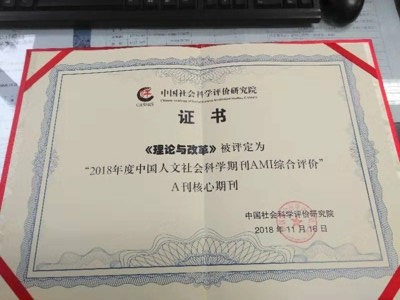 中国社会科学评价研究院
证书
《理论与改革》被评定为
“2018年度中国人文社会科学期刊AMI综合评价”
A刊核心期刊
中国社会科学评价研究院
2018年11月16日